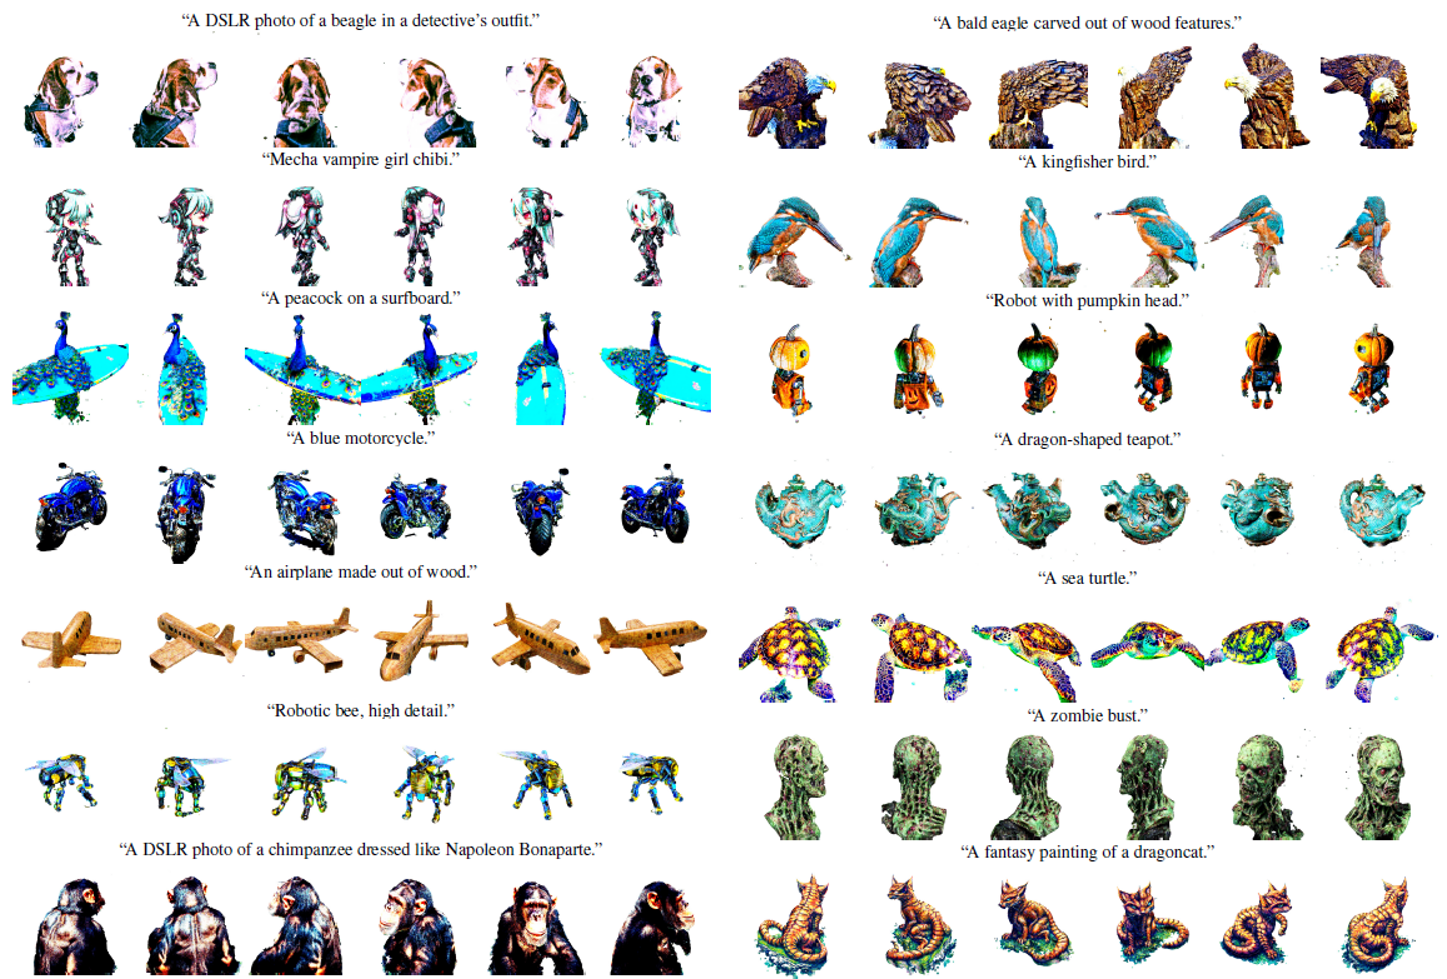 “A DSLR photo of a beagle in a detective’s outfit.”
“A bald eagle carved out of wood features.”
“Mecha vampire girl chibi.”
“A kingfisher bird.”
“A peacock on a surfboard.”
“Robot with pumpkin head.”
“A blue motorcycle.”
“A dragon-shaped teapot.”
“An airplane made out of wood.”
“A sea turtle.”
“Robotic bee, high detail.”
“A zombie bust.”
“A DSLR photo of a chimpanzee dressed like Napoleon Bonaparte.”
“A fantasy painting of a dragoncat.”